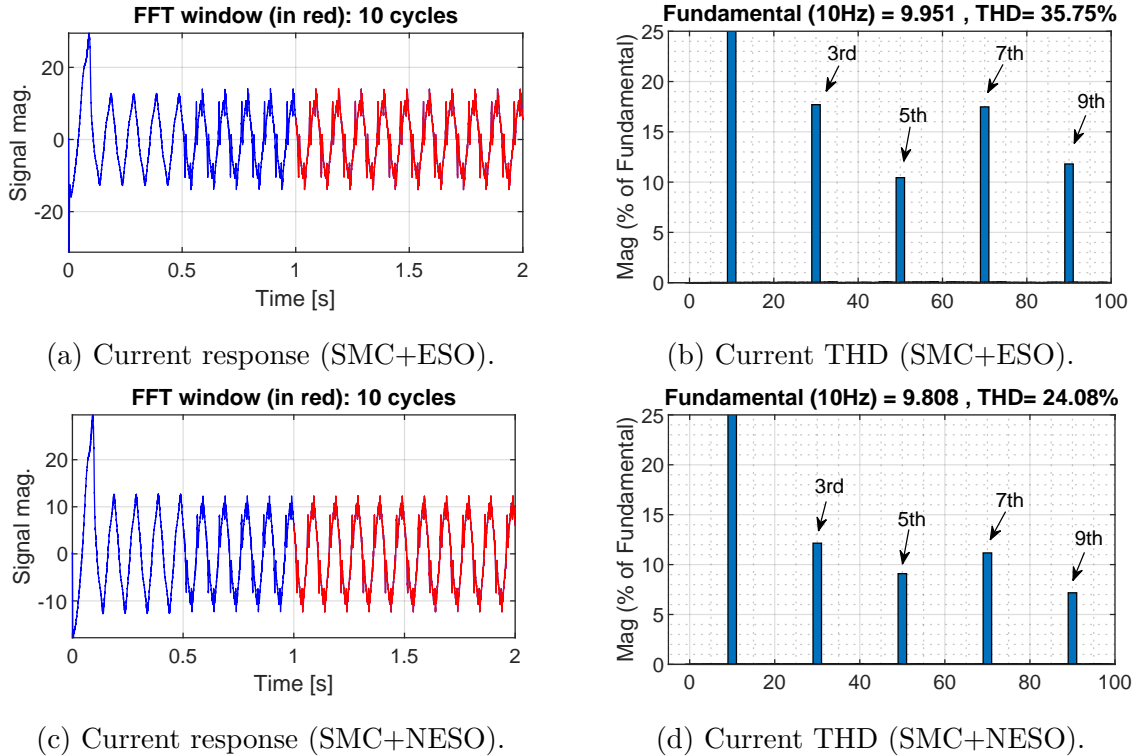 FFT window (in red): 10 cycles
Signal mag.
20
0
-20
0 0.5 1 1.5 2
Time [s]
(a) Current response (SMC+ESO).
Fundamental (10Hz) = 9.951 , THD= 35.75%
Mag (% of Fundamental)
25
20
15
10
5
0
3rd
5th
7th
9th
0 20 40 60 80 100
(b) Current THD (SMC+ESO).
FFT window (in red): 10 cycles
Signal mag.
20
10
0
-10
0 0.5 1 1.5 2
Time [s]
(c) Current response (SMC+NESO).
Fundamental (10Hz) = 9.808 , THD= 24.08%
Mag (% of Fundamental)
25
20
15
10
5
0
3rd
5th
7th
9th
0 20 40 60 80 100
(d) Current THD (SMC+NESO).